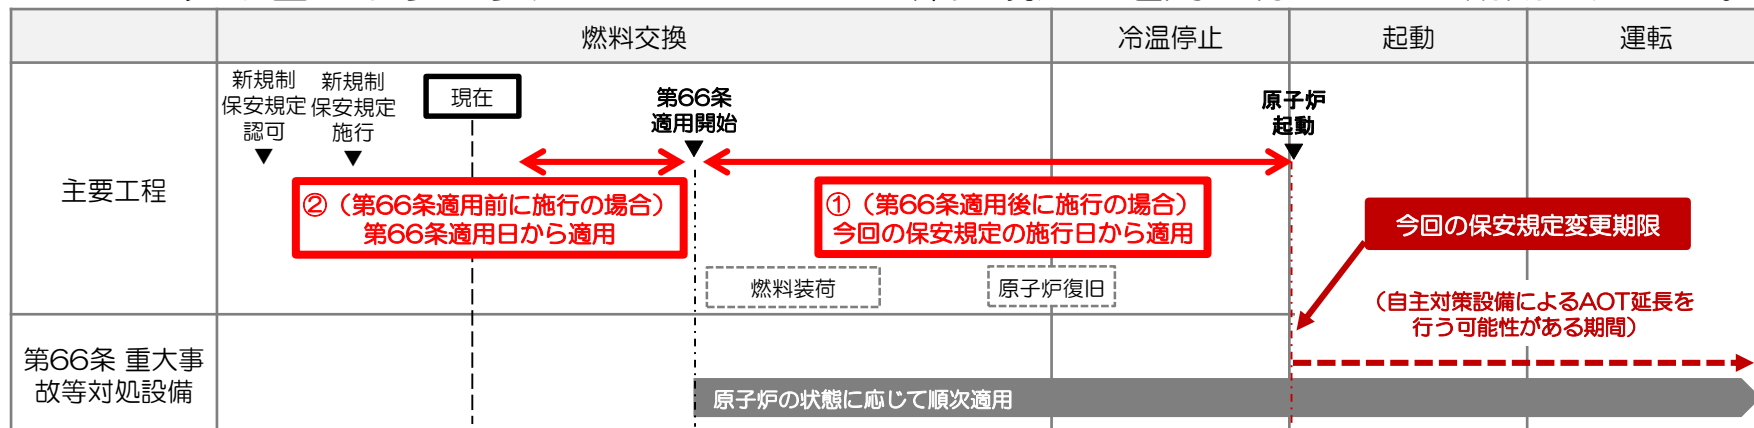 燃料交換
冷温停止
起動
運転
主要工程
新規制
保安規定
認可
▼
新規制
保安規定
施行
▼
現在
第66条
適用開始
▼
原子炉
起動
▼
②（第66条適用前に施行の場合）
第66条適用日から適用
①（第66条適用後に施行の場合）
今回の保安規定の施行日から適用
今回の保安規定変更期限
燃料装荷
原子炉復旧
（自主対策設備によるAOT延長を
行う可能性がある期間）
第66条 重大事
故等対処設備
原子炉の状態に応じて順次適用